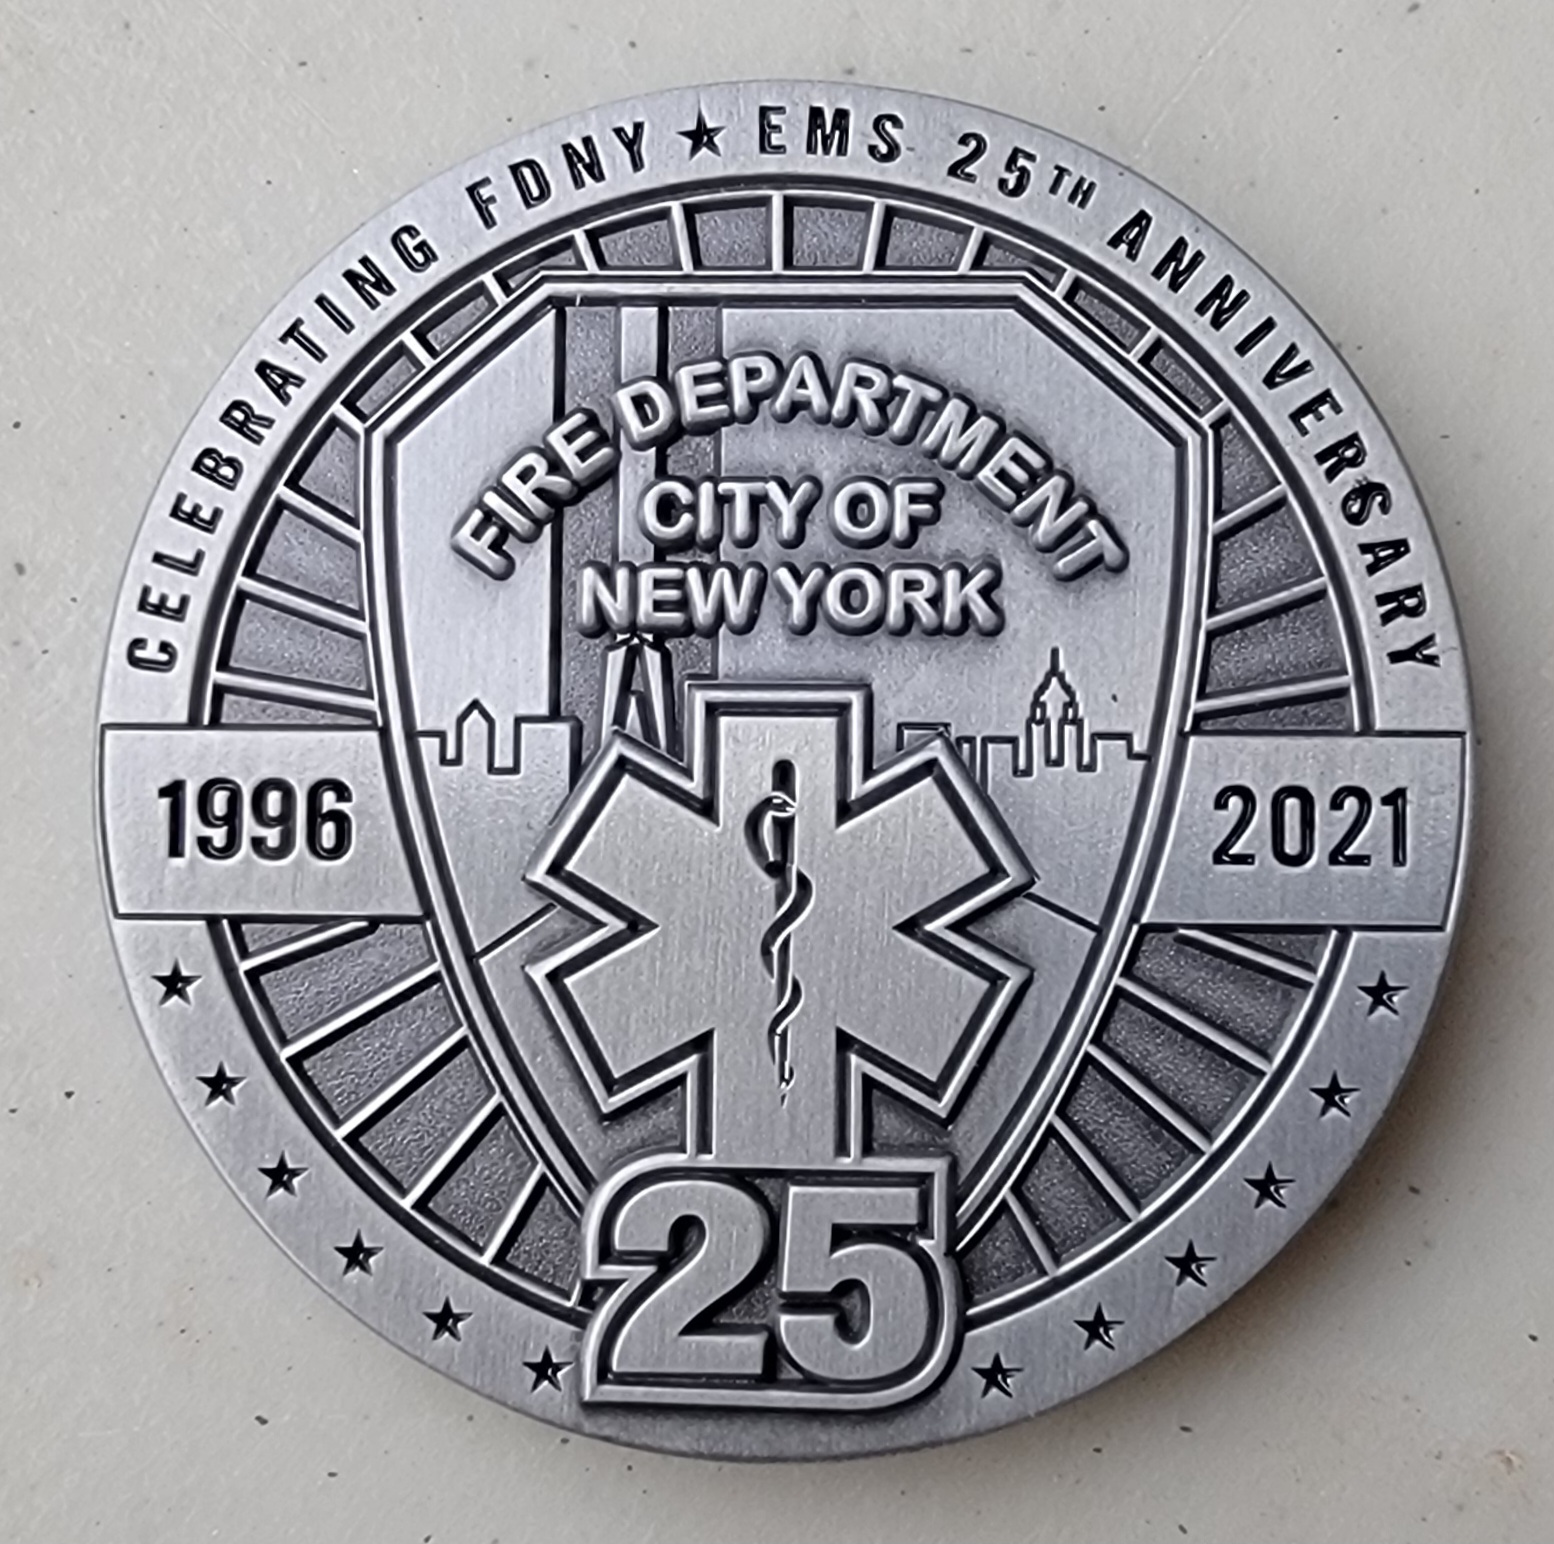 CELEBRATING FDNY ★ EMS 25TH ANNIVERSARY
FIRE DEPARTMENT
CITY OF
NEW YORK
1996
2021
25